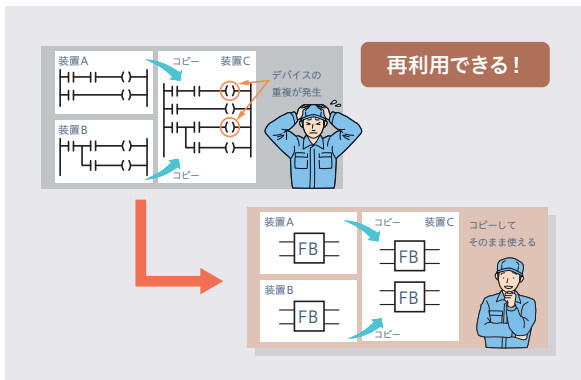 再利用できる！
装置A
コピー
装置C
デバイスの
重複が発生
装置B
コピー
装置A
コピー
装置C
コピーして
そのまま使える
FB
FB
装置B
FB
FB
コピー